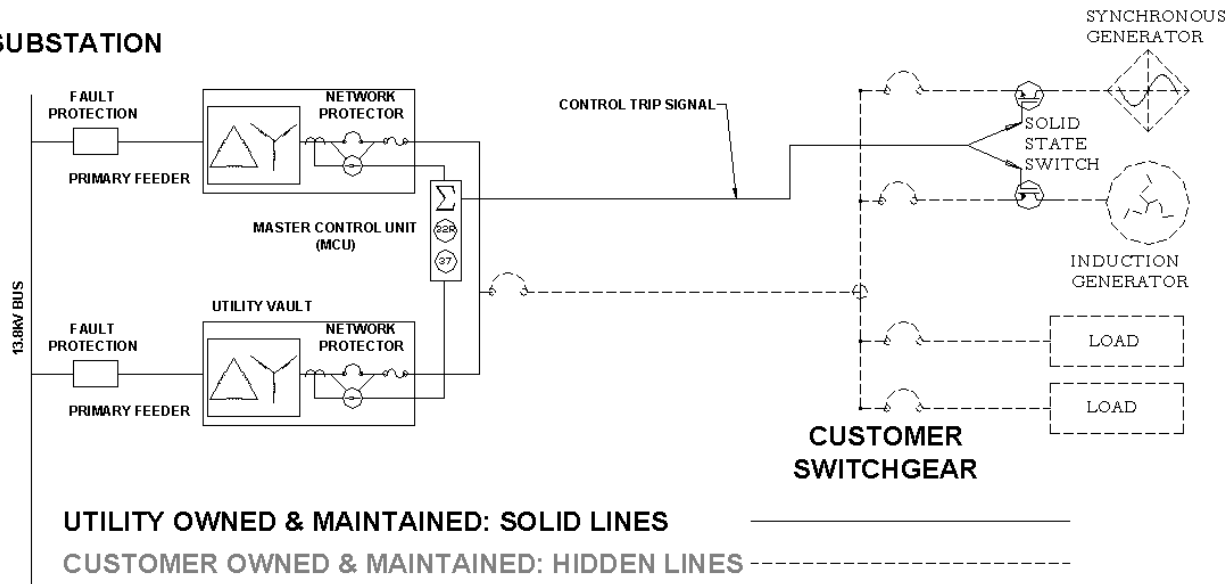 SUBSTATION
SYNCHRONOUS
GENERATOR
FAULT
PROTECTION
NETWORK
PROTECTOR
CONTROL TRIP SIGNAL
SOLID
STATE
SWITCH
PRIMARY FEEDER
MASTER CONTROL UNIT
(MCU)
Σ
32R
37
INDUCTION
GENERATOR
13.8KV BUS
UTILITY VAULT
FAULT
PROTECTION
NETWORK
PROTECTOR
LOAD
PRIMARY FEEDER
LOAD
CUSTOMER
SWITCHGEAR
UTILITY OWNED & MAINTAINED: SOLID LINES
CUSTOMER OWNED & MAINTAINED: HIDDEN LINES